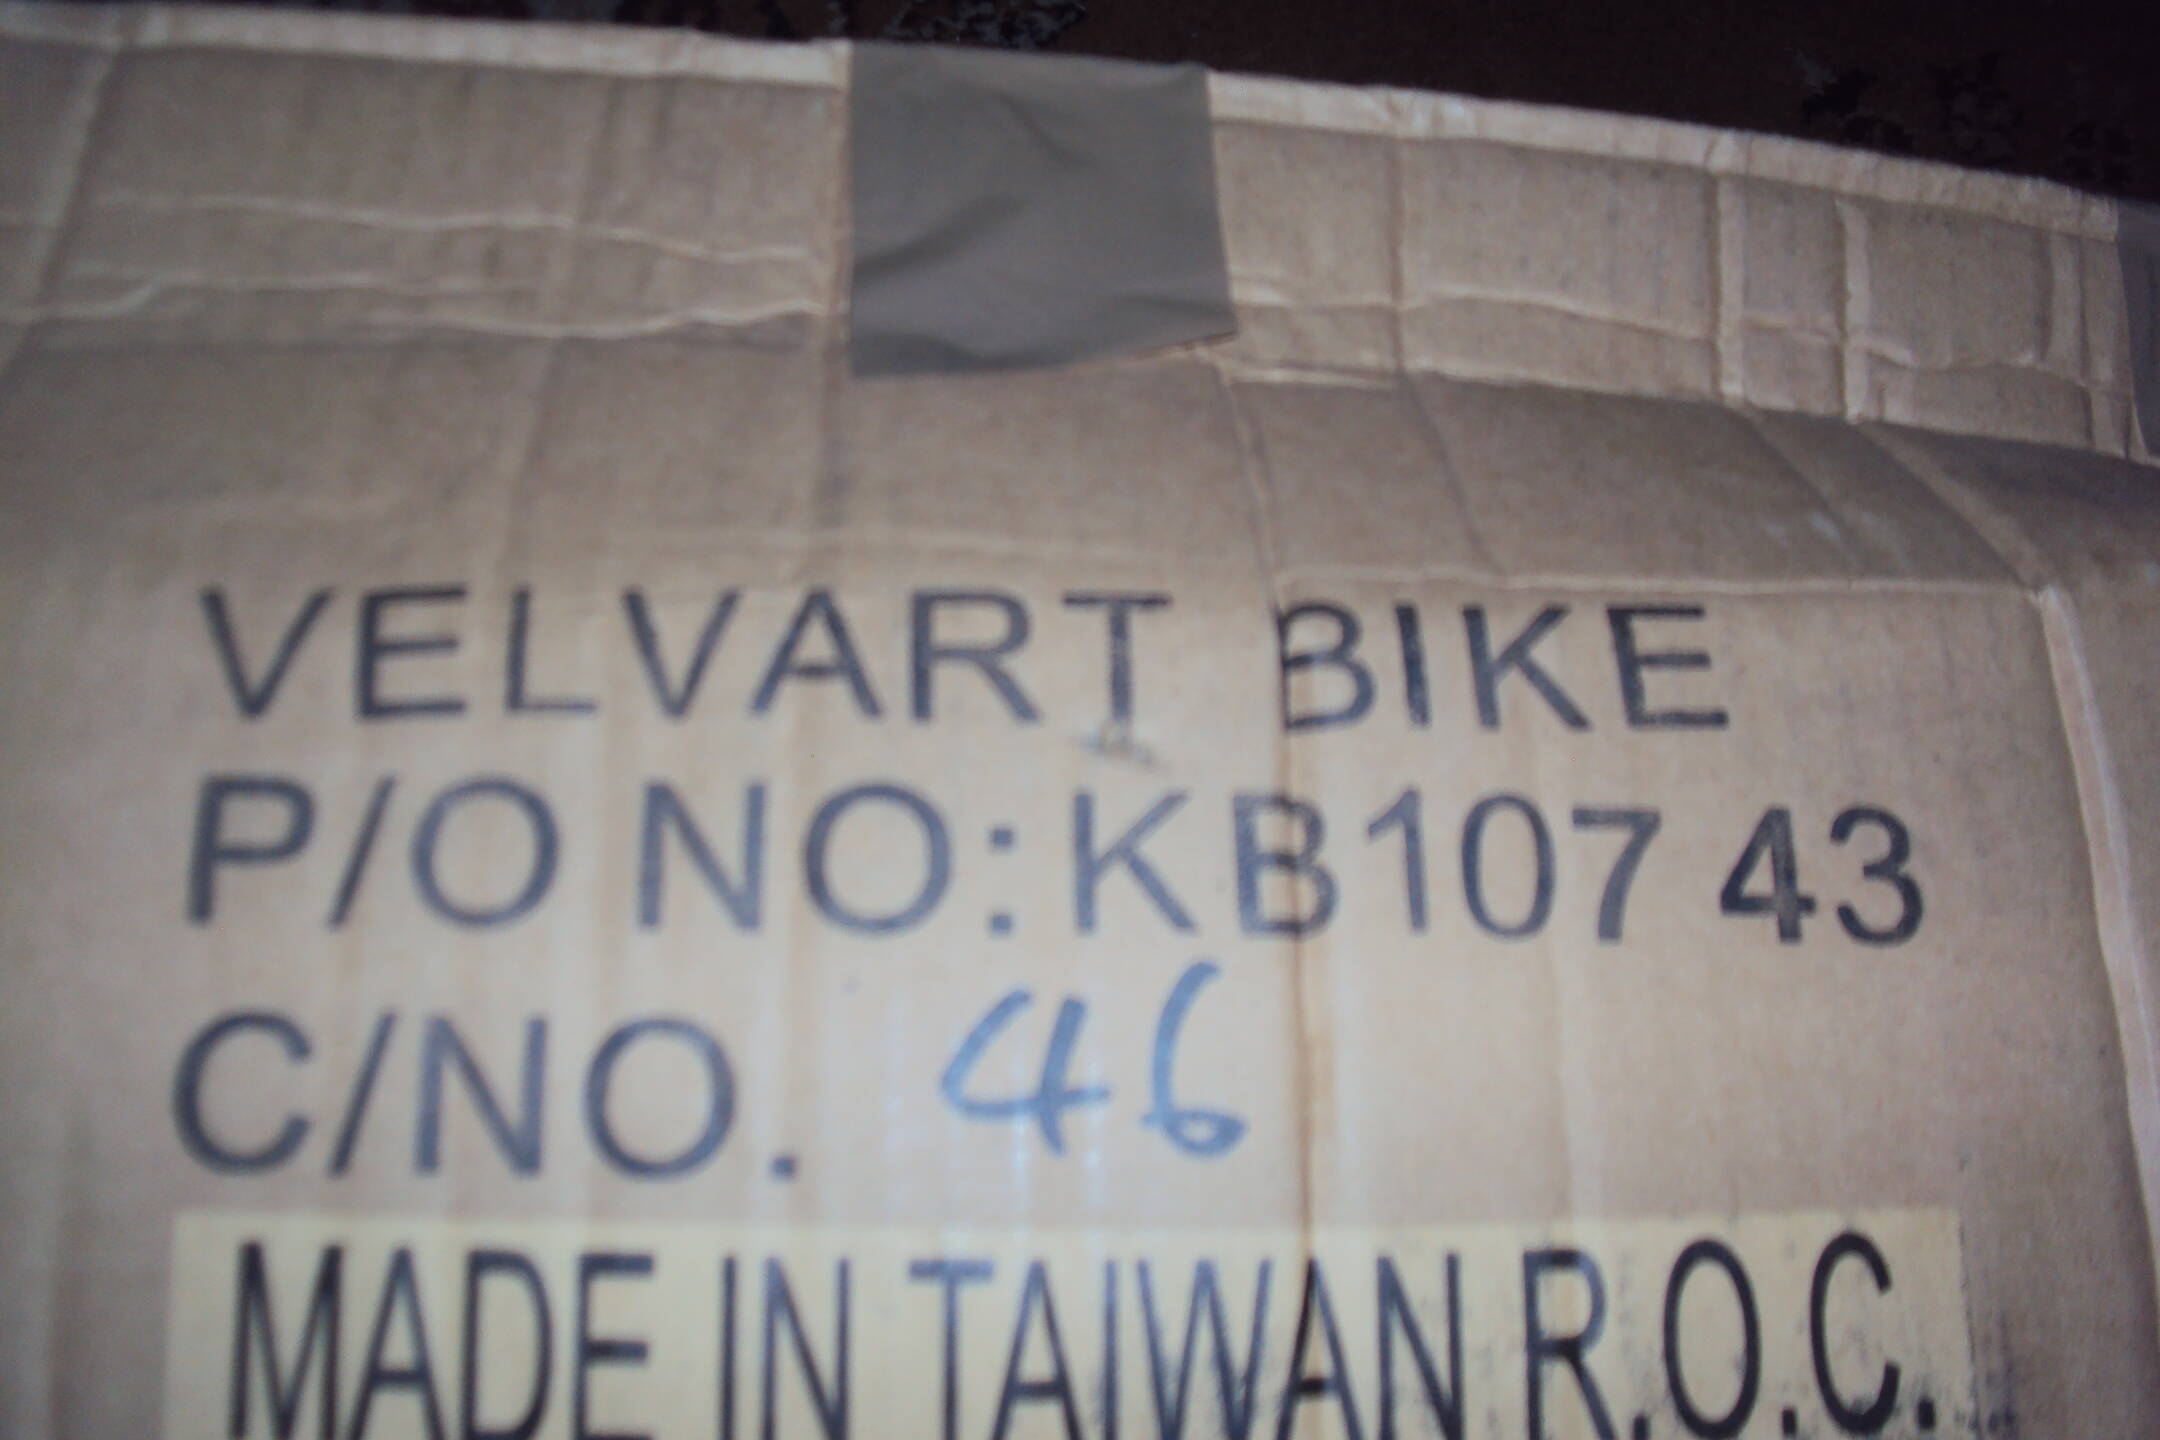 VELVART BIKE
P/O NO:KB107 43
C/NO. 46
MADE IN TAIWAN R.O.C.